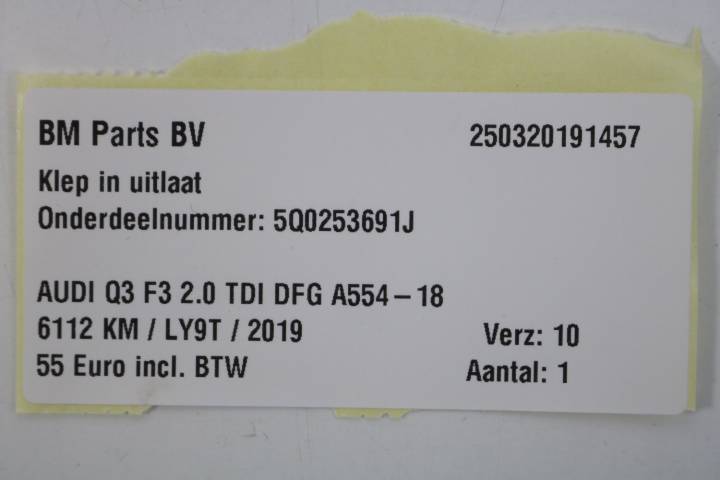 BM Parts BV 250320191457
Klep in uitlaat
Onderdeelnummer: 5Q0253691J
AUDI Q3 F3 2.0 TDI DFG A554-18
6112 KM / LY9T / 2019 Verz: 10
55 Euro incl. BTW Aantal: 1